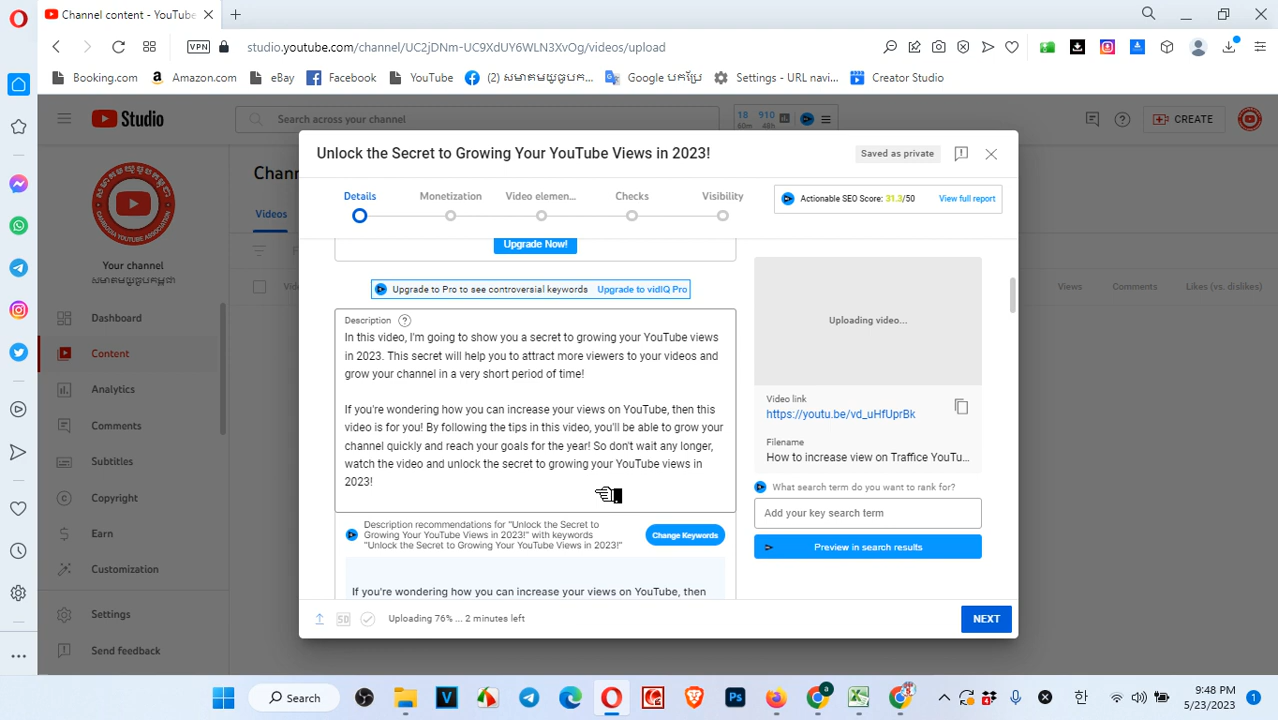 Channel content - YouTube
VPN
studio.youtube.com/channel/UC2jDNm-UC9XdUY6WLN3XvOg/videos/upload
Booking.com
Amazon.com
eBay
Facebook
YouTube
Settings - URL navi...
Creator Studio
Studio
Search across your channel
18
60m
910
48h
CREATE
Your channel
Dashboard
Content
Analytics
Comments
Subtitles
Copyright
Earn
Customization
Settings
Send feedback
Videos
Views
Comments
Likes (vs. dislikes)
Unlock the Secret to Growing Your YouTube Views in 2023!
Saved as private
Details
Monetization
Video elemen...
Checks
Visibility
Actionable SEO Score: 31.3/50
View full report
Upgrade Now!
Upgrade to Pro to see controversial keywords Upgrade to vidIQ Pro
Description
In this video, I'm going to show you a secret to growing your YouTube views
in 2023. This secret will help you to attract more viewers to your videos and
grow your channel in a very short period of time!
If you're wondering how you can increase your views on YouTube, then this
video is for you! By following the tips in this video, you'll be able to grow your
channel quickly and reach your goals for the year! So don't wait any longer,
watch the video and unlock the secret to growing your YouTube views in
2023!
Description recommendations for "Unlock the Secret to
Growing Your YouTube Views in 2023!" with keywords
"Unlock the Secret to Growing Your YouTube Views in 2023!"
Change Keywords
If you're wondering how you can increase your views on YouTube, then
Uploading video...
Video link
https://youtu.be/vd_uHfUprBk
Filename
How to increase view on Traffice YouTu...
What search term do you want to rank for?
Add your key search term
Preview in search results
SD
Uploading 76% ... 2 minutes left
NEXT
Search
한
9:48 PM
5/23/2023